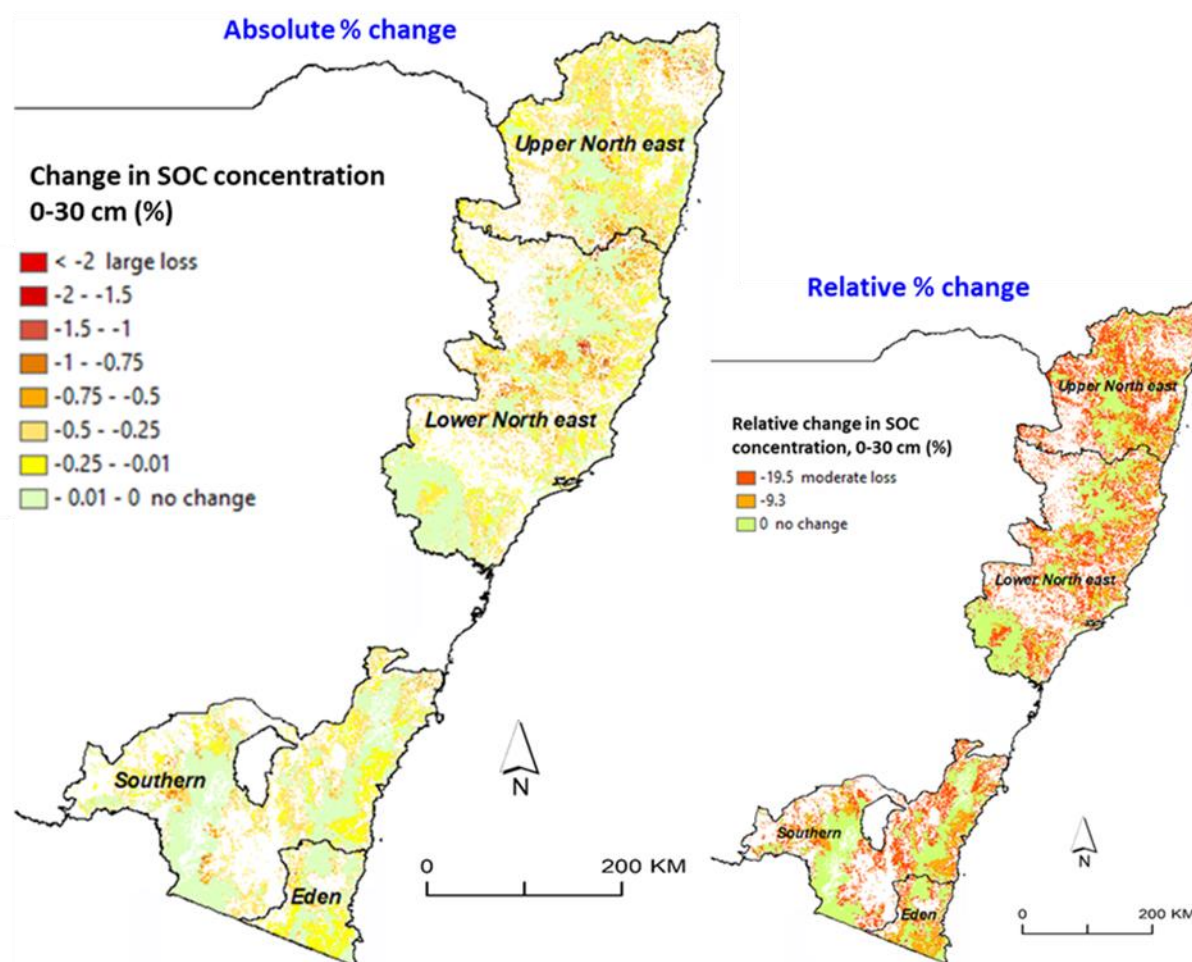 Absolute % change
Change in SOC concentration
0-30 cm (%)
< -2 large loss
-2 - -1.5
-1.5 - -1
-1 - -0.75
-0.75 - -0.5
-0.5 - -0.25
-0.25 - -0.01
- 0.01 - 0 no change
Upper North east
Lower North east
Southern
Eden
N
0 200 KM
Relative % change
Relative change in SOC
concentration, 0-30 cm (%)
-19.5 moderate loss
-9.3
0 no change
Upper North east
Lower North east
Southern
Eden
N
0 200 KM